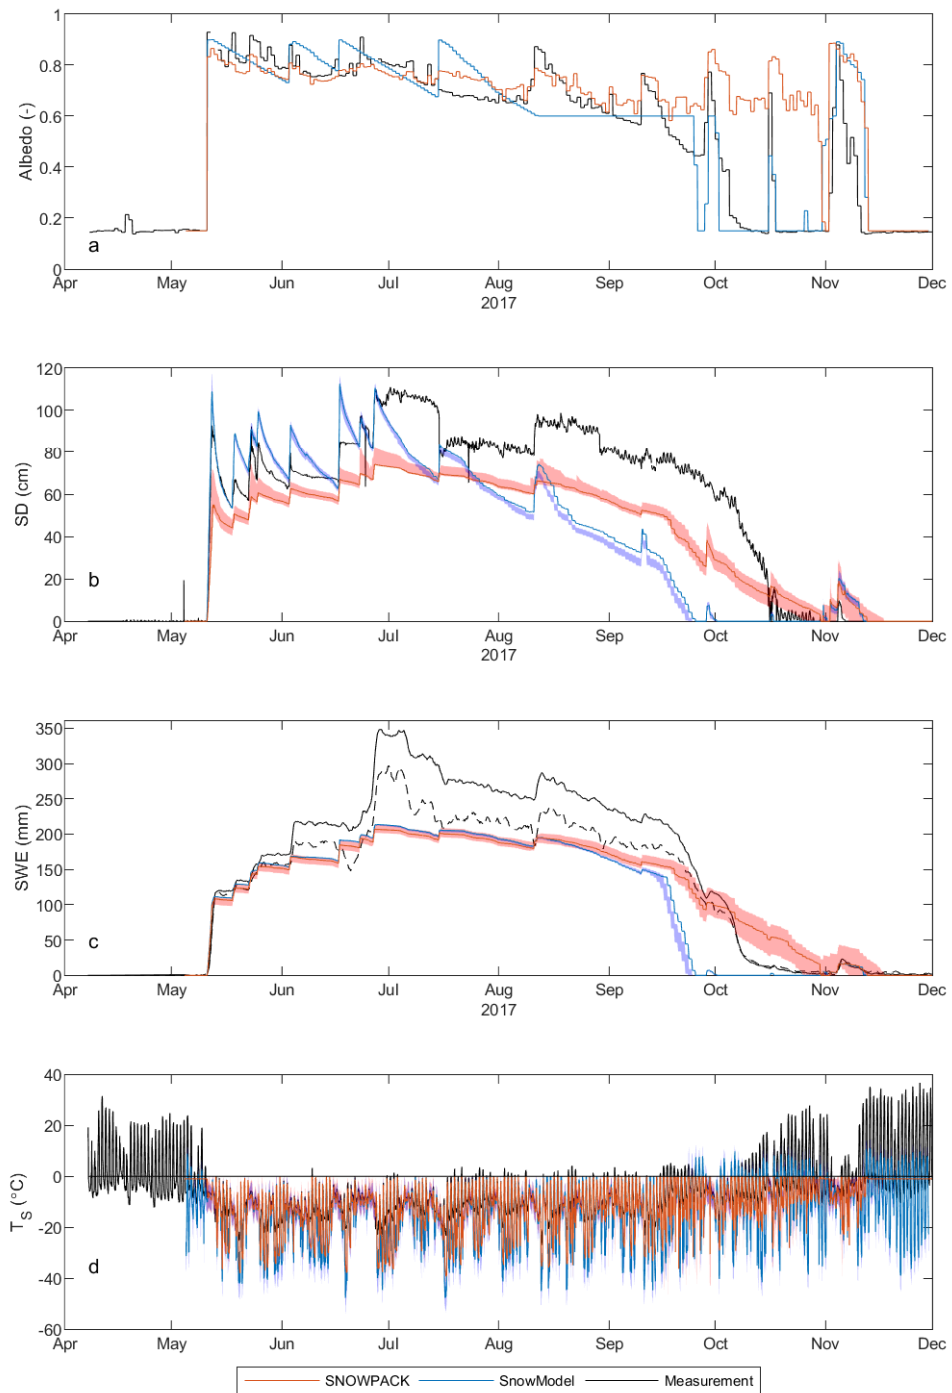 1
0.8
0.6
0.4
0.2
0
Albedo (-)
a
Apr May Jun Jul Aug Sep Oct Nov Dec
2017
120
100
80
60
40
20
0
SD (cm)
b
Apr May Jun Jul Aug Sep Oct Nov Dec
2017
350
300
250
200
150
100
50
0
SWE (mm)
c
Apr May Jun Jul Aug Sep Oct Nov Dec
2017
40
20
0
-20
-40
-60
T_S (°C)
d
Apr May Jun Jul Aug Sep Oct Nov Dec
SNOWPACK SnowModel Measurement